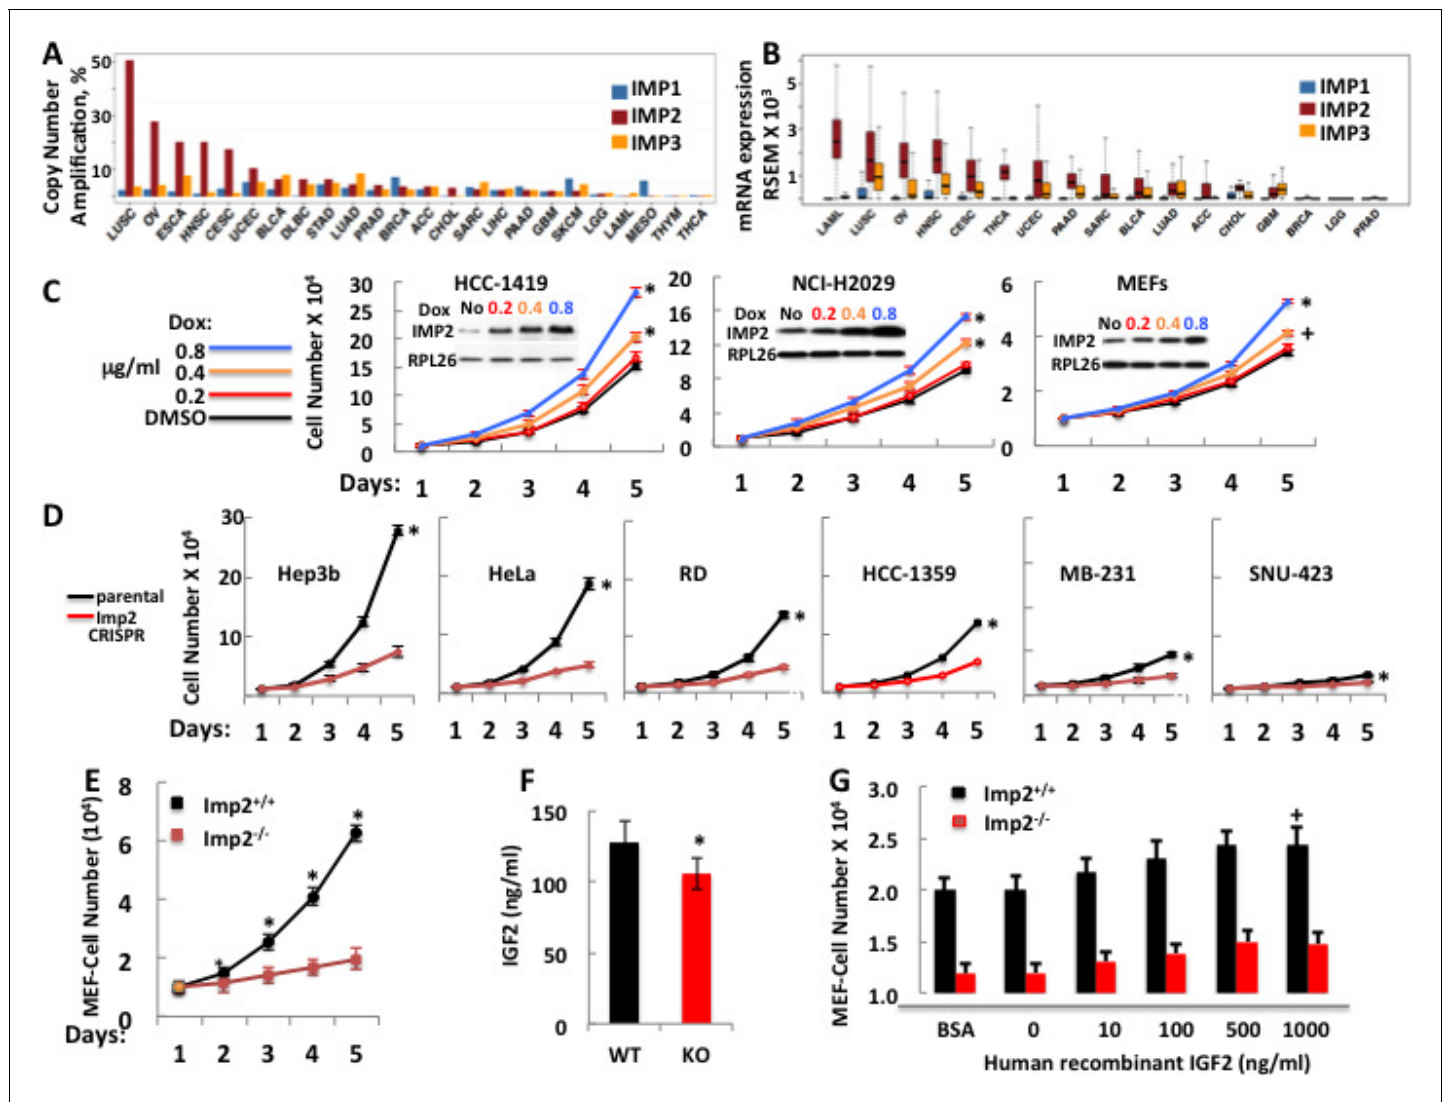 A
Copy Number
Amplification, %
50
30
10
IMP1
IMP2
IMP3
LUSC OV ESCA HNSC CESC UCEC BLCA DLBC STAD LUAD PRAD BRCA ACC CHOL SARC LIHC PAAD GBM SKCM LGG LAML MESO THYM THCA
B
mRNA expression
RSEM X 10³
5
3
1
IMP1
IMP2
IMP3
LAML LUSC OV HNSC CESC THCA UCEC PAAD SARC BLCA LUAD ACC CHOL GBM BRCA LGG PRAD
C
Dox:
µg/ml
0.8
0.4
0.2
DMSO
Cell Number X 10⁴
30
25
20
15
10
5
0
HCC-1419
Dox No 0.2 0.4 0.8
IMP2
RPL26
*
*
20
16
12
8
4
0
NCI-H2029
Dox No 0.2 0.4 0.8
IMP2
RPL26
*
*
6
4
2
0
MEFs
No 0.2 0.4 0.8
IMP2
RPL26
*
+
Days: 1 2 3 4 5 1 2 3 4 5 1 2 3 4 5
D
parental
Imp2
CRISPR
Cell Number X 10⁴
30
20
10
Hep3b *
HeLa *
RD *
HCC-1359 *
MB-231 *
SNU-423 *
Days: 1 2 3 4 5 1 2 3 4 5 1 2 3 4 5 1 2 3 4 5 1 2 3 4 5 1 2 3 4 5
E
MEF-Cell Number (10⁴)
8
6
4
2
0
Imp2+/+
Imp2-/-
* * * *
Days: 1 2 3 4 5
F
IGF2 (ng/ml)
150
100
50
0
*
WT KO
G
MEF-Cell Number X 10⁴
3.0
2.5
2.0
1.5
1.0
Imp2+/+
Imp2-/-
+
BSA 0 10 100 500 1000
Human recombinant IGF2 (ng/ml)